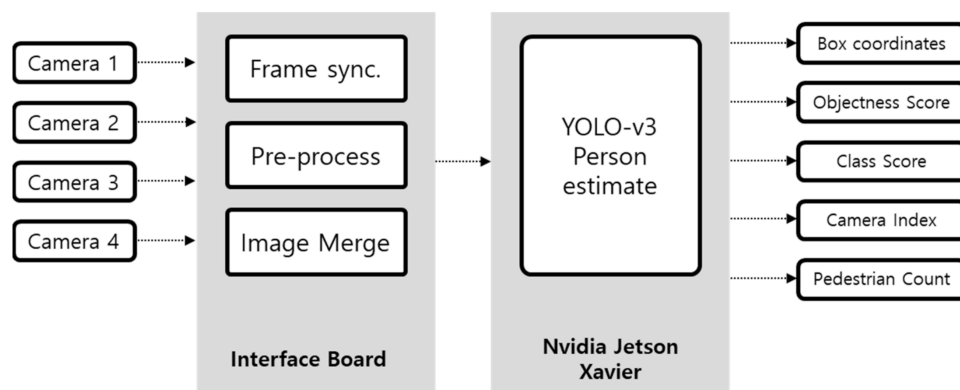 Camera 1
Camera 2
Camera 3
Camera 4
Frame sync.
Pre-process
Image Merge
Interface Board
YOLO-v3
Person
estimate
Nvidia Jetson
Xavier
Box coordinates
Objectness Score
Class Score
Camera Index
Pedestrian Count